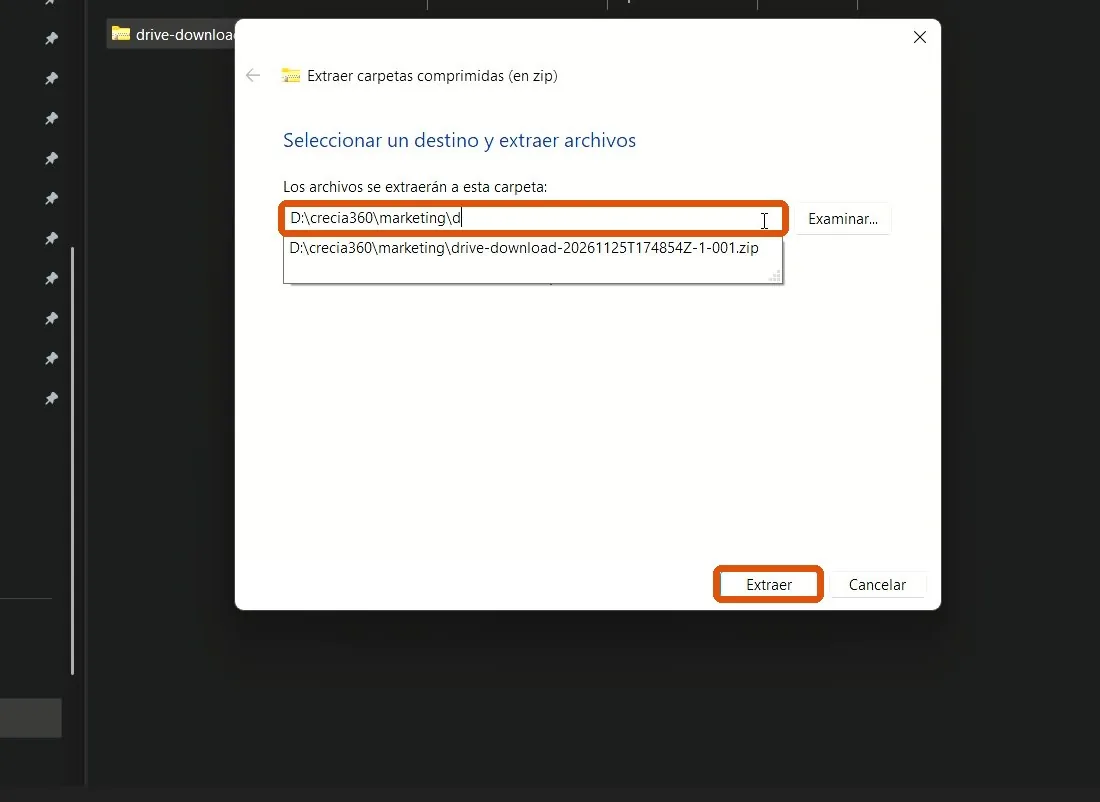 drive-downloa
Extraer carpetas comprimidas (en zip)
Seleccionar un destino y extraer archivos
Los archivos se extraerán a esta carpeta:
D:\crecia360\marketing\d
Examinar...
D:\crecia360\marketing\drive-download-20261125T174854Z-1-001.zip
Extraer
Cancelar